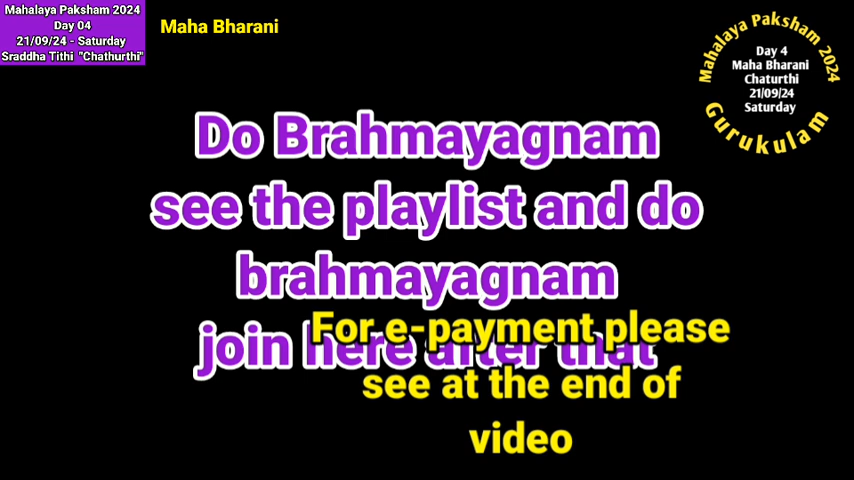 Mahalaya Paksham 2024
Day 04
21/09/24 - Saturday
Sraddha Tithi "Chathurthi"
Maha Bharani
Mahalaya Paksham 2024
Day 4
Maha Bharani
Chaturthi
21/09/24
Saturday
Gurukulam
Do Brahmayagnam
see the playlist and do
brahmayagnam
join here after that
For e-payment please
see at the end of
video